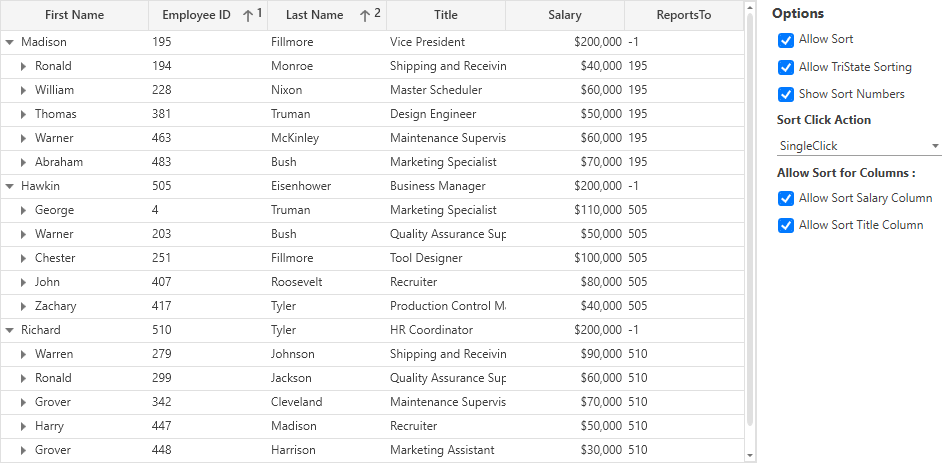 First Name Employee ID 1 Last Name 2 Title Salary ReportsTo
Madison 195 Fillmore Vice President $200,000 -1
Ronald 194 Monroe Shipping and Receivin $40,000 195
William 228 Nixon Master Scheduler $60,000 195
Thomas 381 Truman Design Engineer $50,000 195
Warner 463 McKinley Maintenance Supervis $60,000 195
Abraham 483 Bush Marketing Specialist $70,000 195
Hawkin 505 Eisenhower Business Manager $200,000 -1
George 4 Truman Marketing Specialist $110,000 505
Warner 203 Bush Quality Assurance Sup $50,000 505
Chester 251 Fillmore Tool Designer $100,000 505
John 407 Roosevelt Recruiter $80,000 505
Zachary 417 Tyler Production Control M $40,000 505
Richard 510 Tyler HR Coordinator $200,000 -1
Warren 279 Johnson Shipping and Receivin $90,000 510
Ronald 299 Jackson Quality Assurance Sup $60,000 510
Grover 342 Cleveland Maintenance Supervis $70,000 510
Harry 447 Madison Recruiter $50,000 510
Grover 448 Harrison Marketing Assistant $30,000 510
Options
Allow Sort
Allow TriState Sorting
Show Sort Numbers
Sort Click Action
SingleClick
Allow Sort for Columns :
Allow Sort Salary Column
Allow Sort Title Column